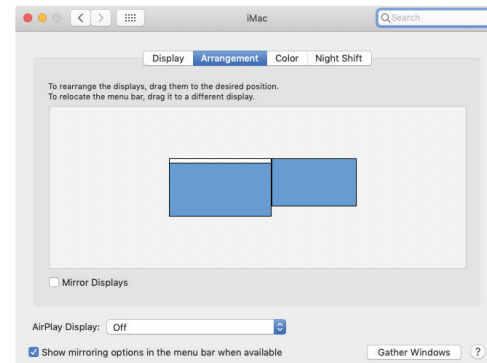 iMac
Search
Display Arrangement Color Night Shift
To rearrange the displays, drag them to the desired position.
To relocate the menu bar, drag it to a different display.
Mirror Displays
AirPlay Display: Off
Show mirroring options in the menu bar when available
Gather Windows ?